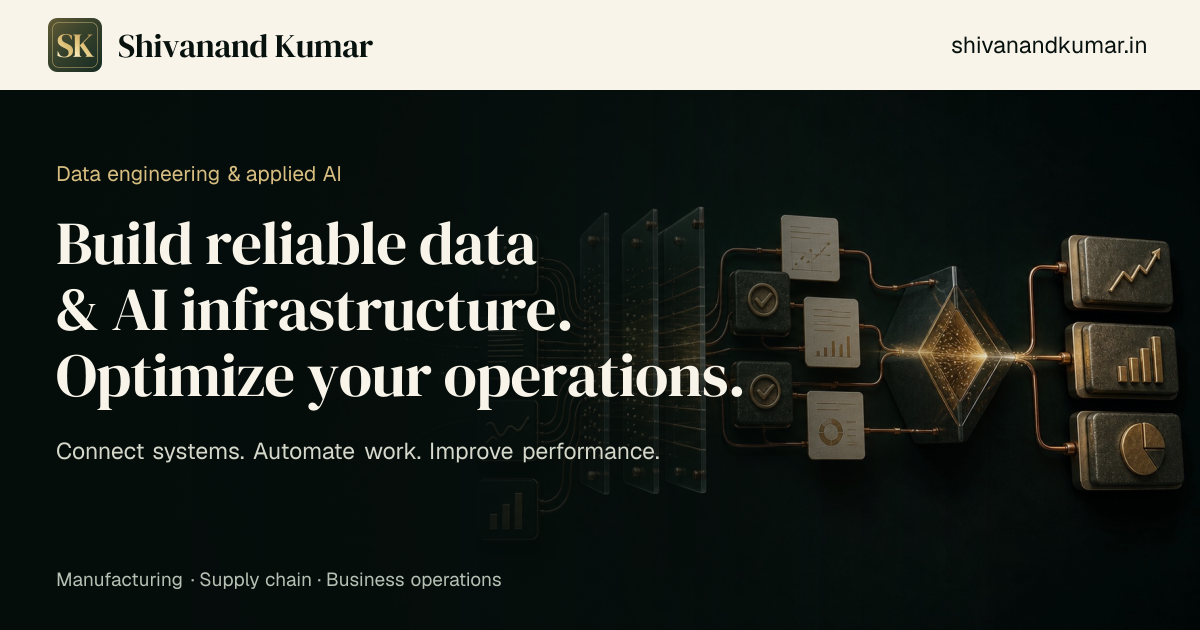 SK
Shivanand Kumar
shivanandkumar.in
Data engineering & applied AI
Build reliable data
& AI infrastructure.
Optimize your operations.
Connect systems. Automate work. Improve performance.
Manufacturing · Supply chain · Business operations